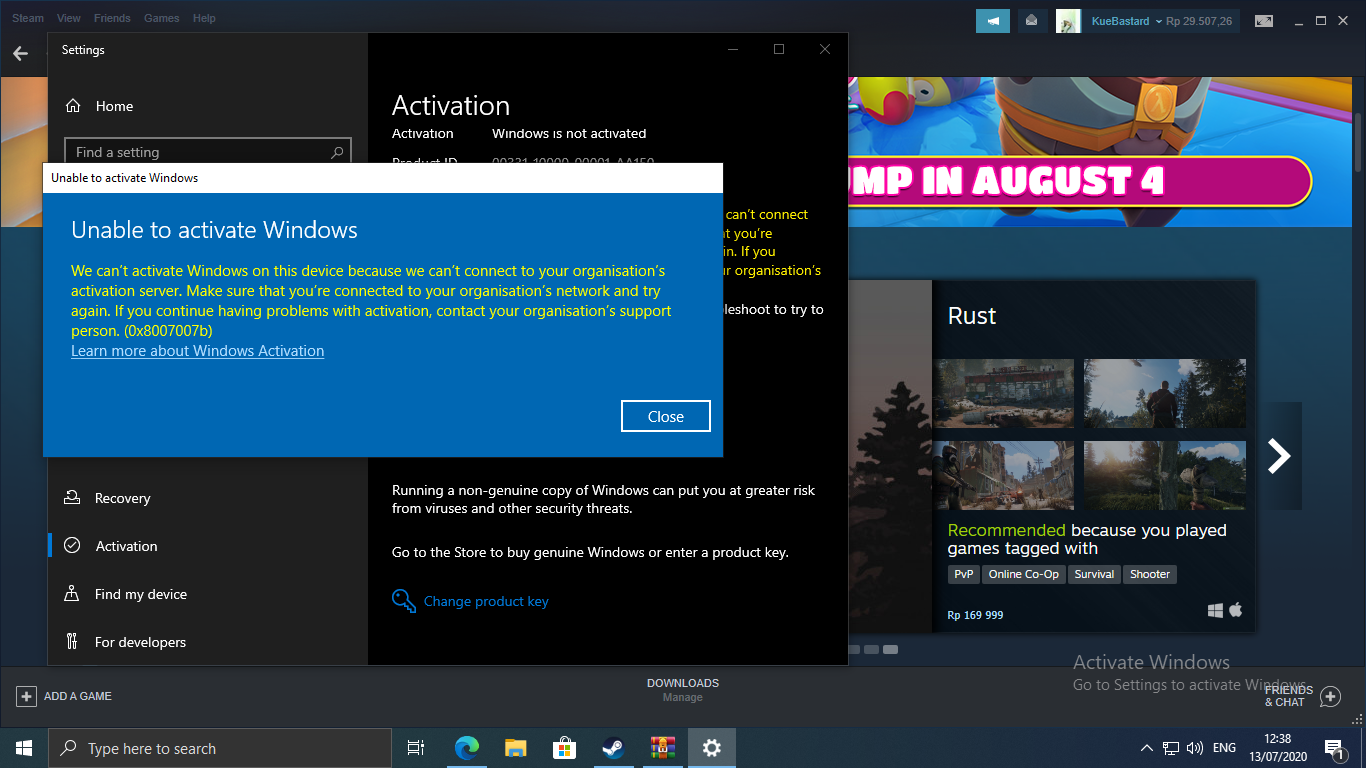 Steam View Friends Games Help
KueBastard Rp 29.507,26
Settings
Home
Find a setting
Activation
Activation Windows is not activated
Product ID 00331-10000-00001-AA150
Unable to activate Windows
Unable to activate Windows
We can't activate Windows on this device because we can't connect to your organisation's
activation server. Make sure that you're connected to your organisation's network and try
again. If you continue having problems with activation, contact your organisation's support
person. (0x8007007b)
Learn more about Windows Activation
Close
can't connect
you're
in. If you
organisation's
leshoot to try to
Recovery
Activation
Find my device
For developers
Running a non-genuine copy of Windows can put you at greater risk
from viruses and other security threats.
Go to the Store to buy genuine Windows or enter a product key.
Change product key
UMP IN AUGUST 4
Rust
Recommended because you played
games tagged with
PvP Online Co-Op Survival Shooter
Rp 169 999
Activate Windows
Go to Settings to activate Windows.
ADD A GAME
DOWNLOADS
Manage
FRIENDS
& CHAT
Type here to search
ENG
12:38
13/07/2020
1